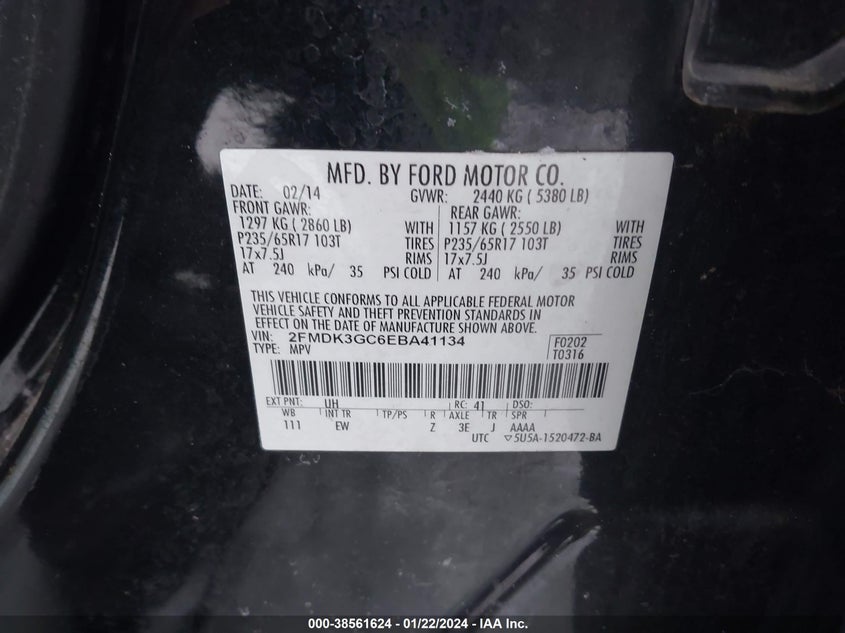 MFD. BY FORD MOTOR CO.
DATE: 02/14 GVWR: 2440 KG ( 5380 LB)
FRONT GAWR: REAR GAWR:
1297 KG ( 2860 LB) WITH 1157 KG ( 2550 LB) WITH
P235/65R17 103T TIRES P235/65R17 103T TIRES
17x7.5J RIMS 17x7.5J RIMS
AT 240 kPa/ 35 PSI COLD AT 240 kPa/ 35 PSI COLD
THIS VEHICLE CONFORMS TO ALL APPLICABLE FEDERAL MOTOR
VEHICLE SAFETY AND THEFT PREVENTION STANDARDS IN
EFFECT ON THE DATE OF MANUFACTURE SHOWN ABOVE.
VIN: 2FMDK3GC6EBA41134 F0202
TYPE: MPV T0316
EXT PNT: UH RC: 41 DSO:
WB INT TR TP/PS R AXLE TR SPR
111 EW Z 3E J AAAA
UTC ▽5U5A-1520472-BA
000-38561624 | 01/22/2024 - IAA Inc.